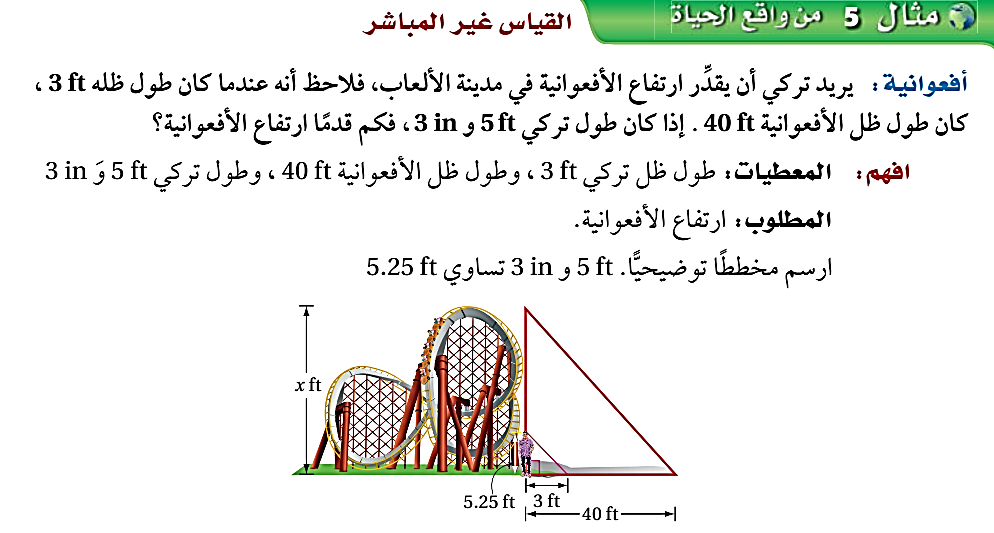 مثال 5 من واقع الحياة
القياس غير المباشر
أفعوانية: يريد تركي أن يقدِّر ارتفاع الأفعوانية في مدينة الألعاب، فلاحظ أنه عندما كان طول ظله 3 ft ،
كان طول ظل الأفعوانية 40 ft . إذا كان طول تركي 5 ft و 3 in ، فكم قدمًا ارتفاع الأفعوانية؟
افهم: المعطيات: طول ظل تركي 3 ft ، وطول ظل الأفعوانية 40 ft ، وطول تركي 5 ft وَ 3 in
المطلوب: ارتفاع الأفعوانية.
ارسم مخططًا توضيحيًّا. 5 ft و 3 in تساوي 5.25 ft
x ft
5.25 ft
3 ft
40 ft